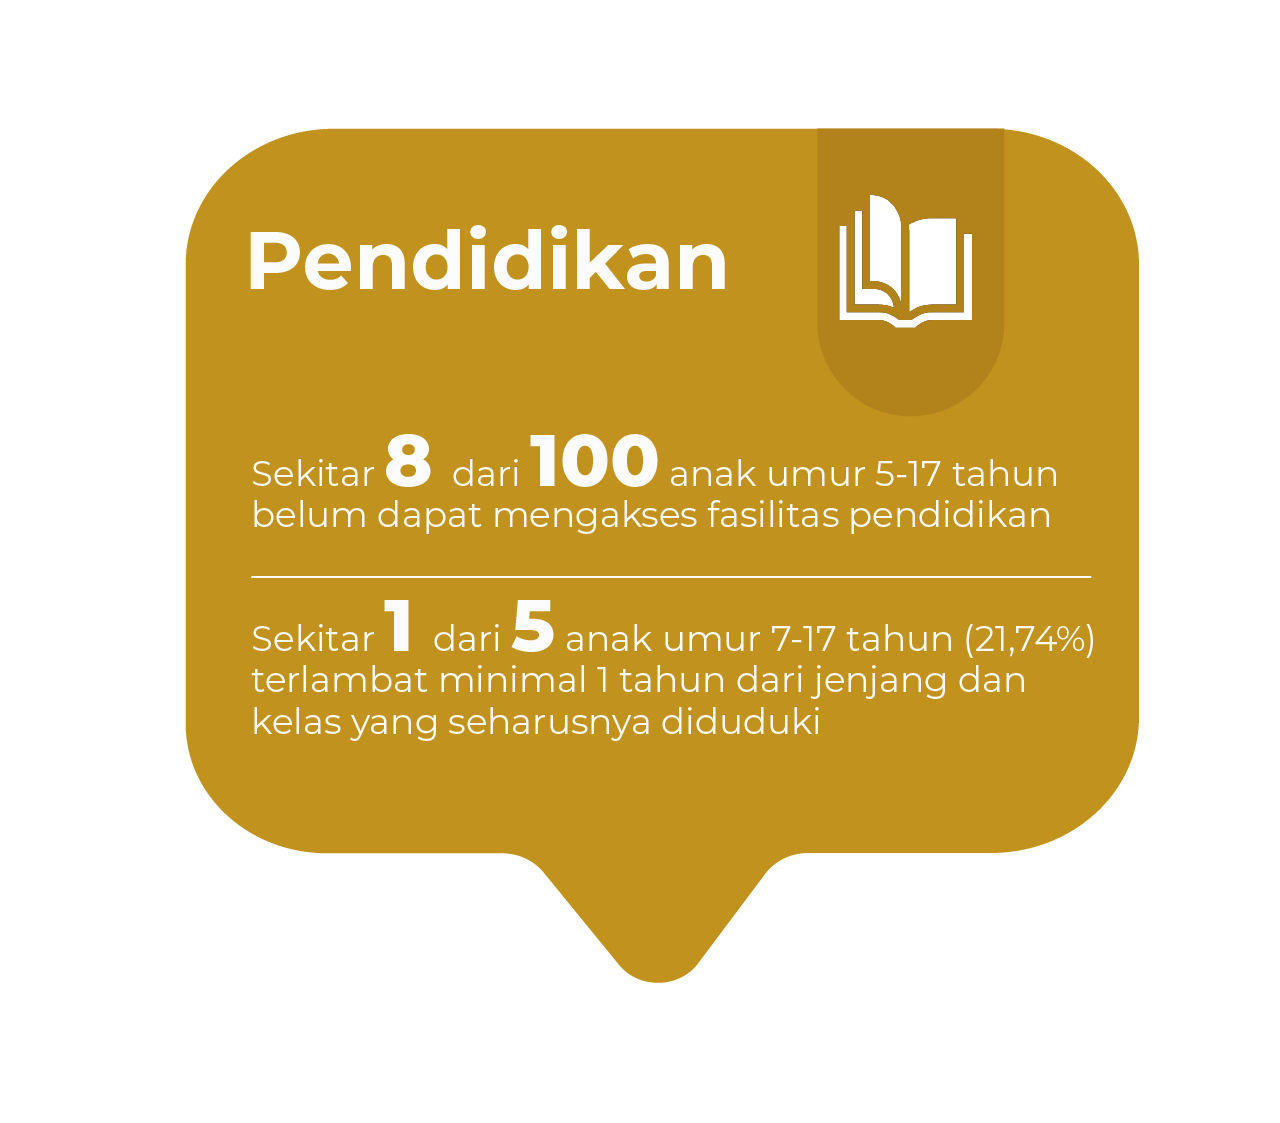 Pendidikan
Sekitar 8 dari 100 anak umur 5-17 tahun
belum dapat mengakses fasilitas pendidikan
Sekitar 1 dari 5 anak umur 7-17 tahun (21,74%)
terlambat minimal 1 tahun dari jenjang dan
kelas yang seharusnya diduduki